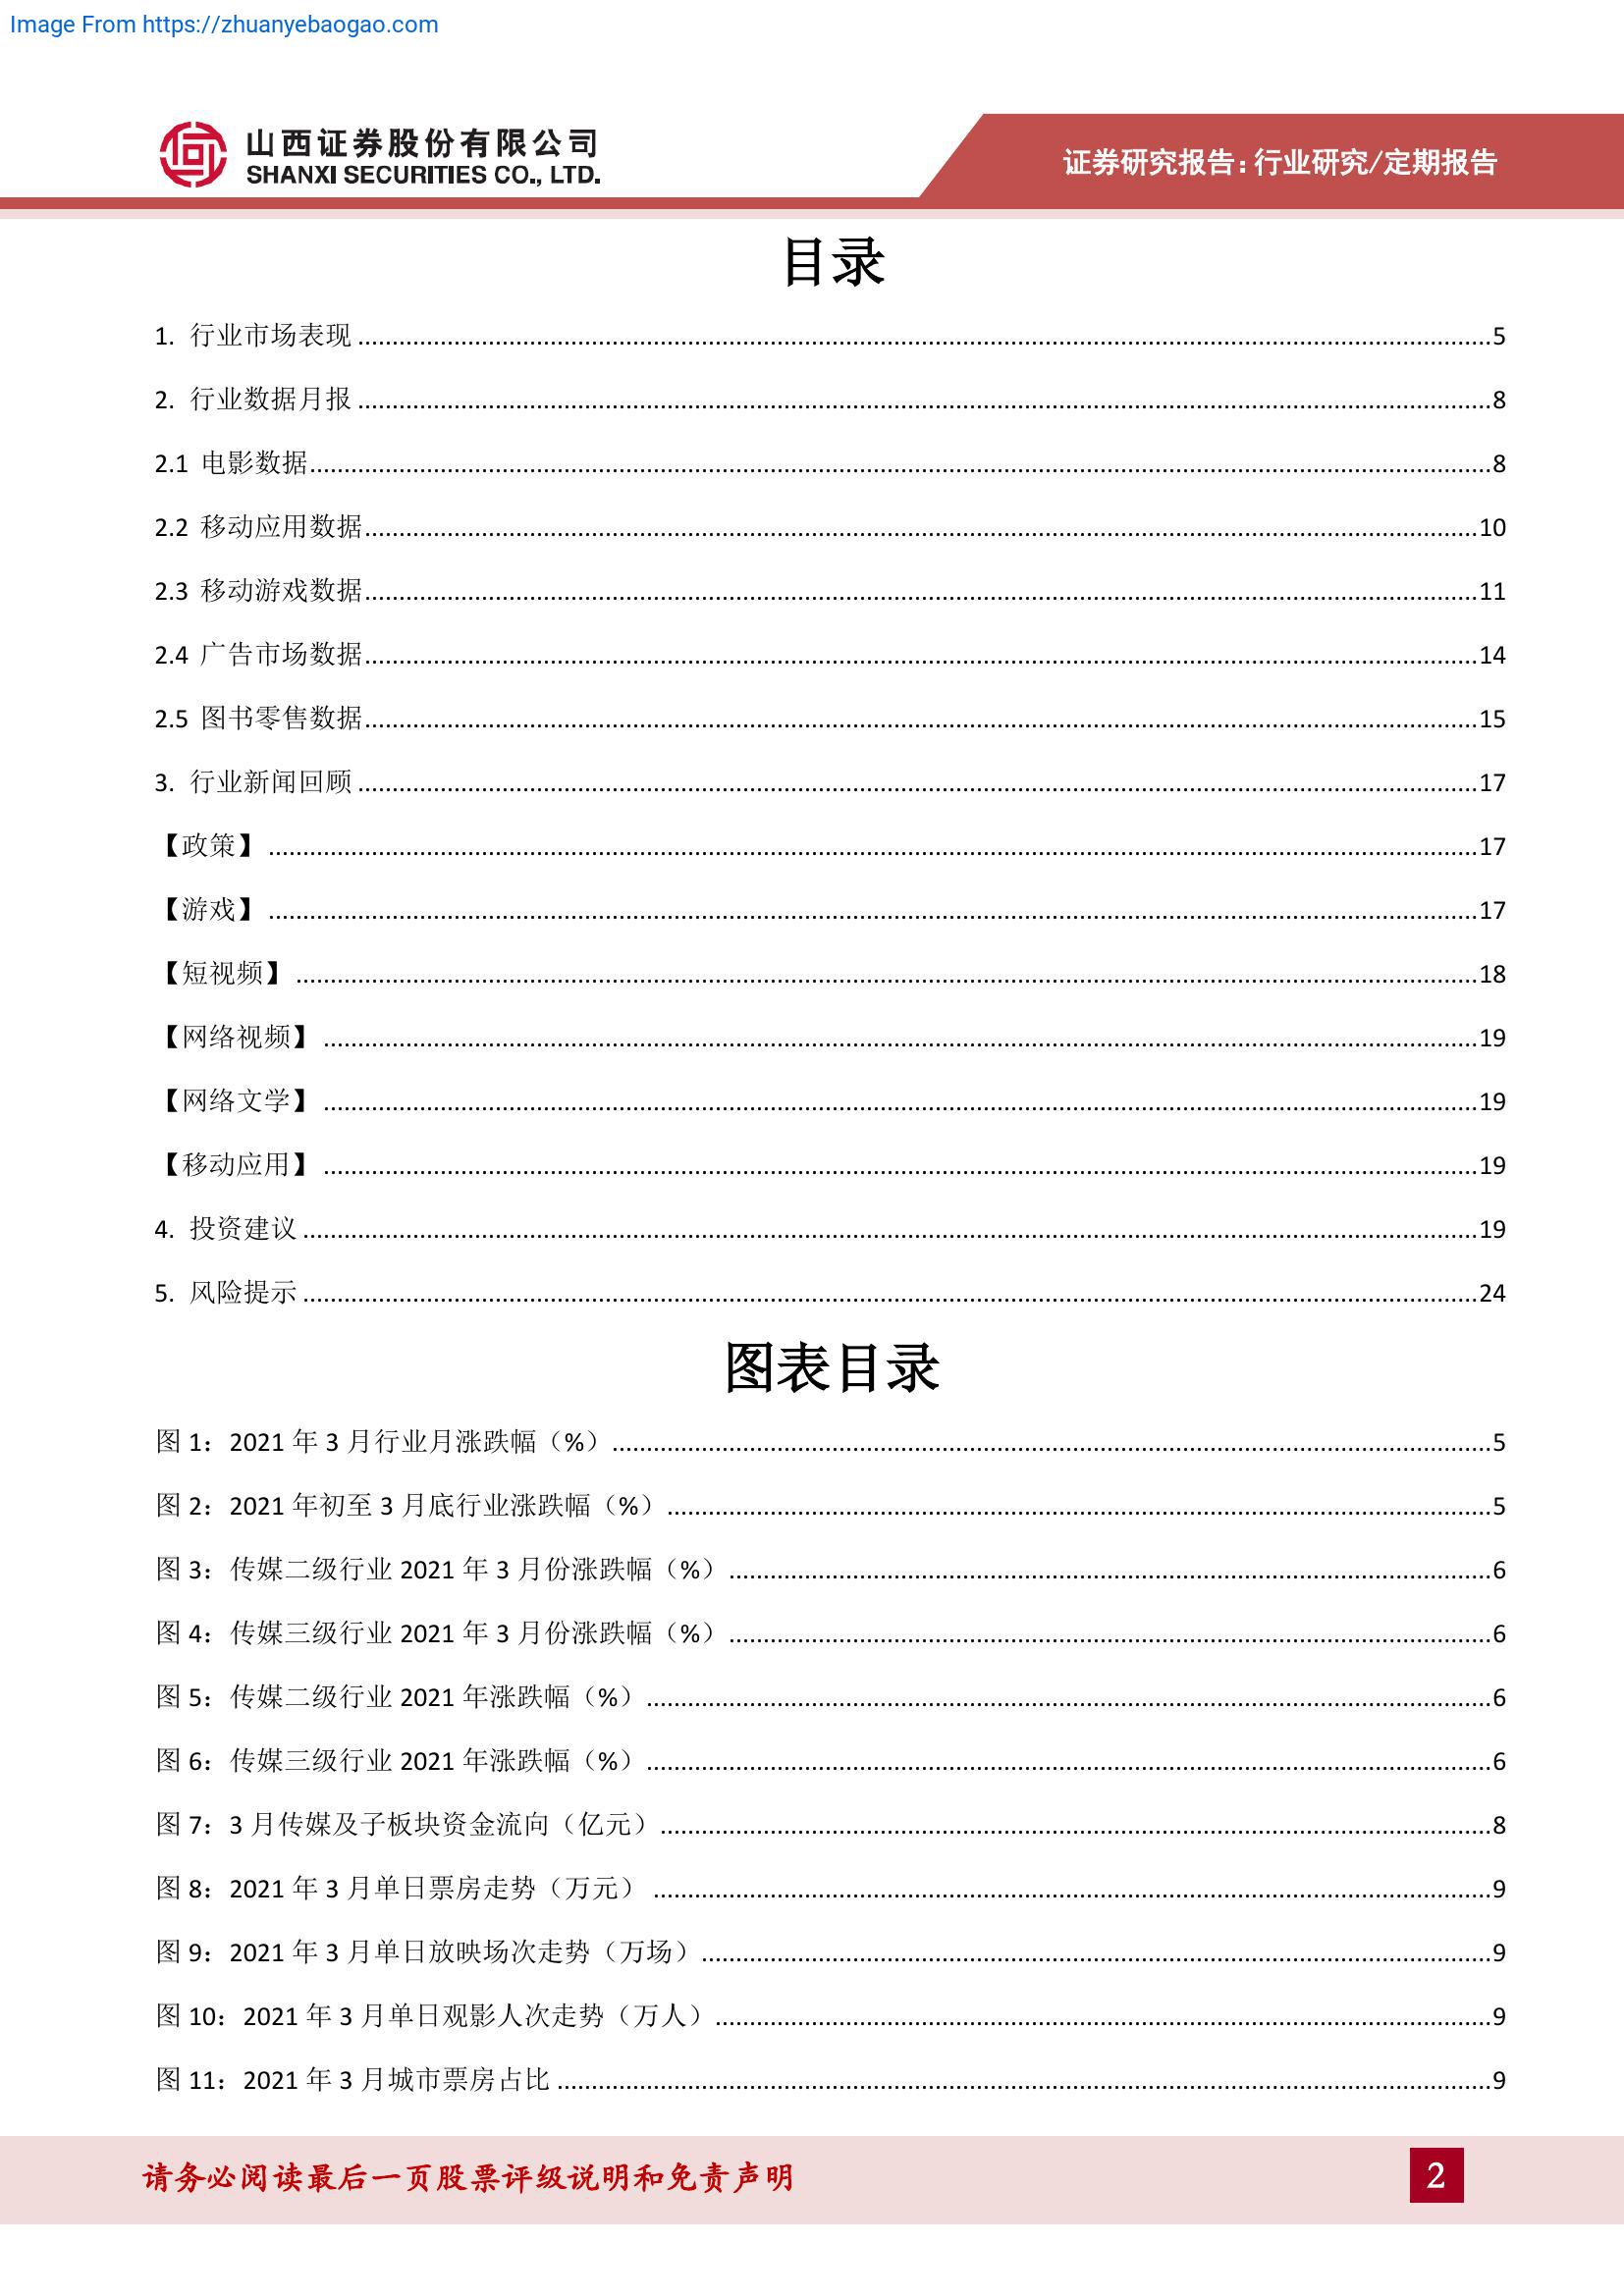 Image From https://zhuanyebaogao.com
山西证券股份有限公司
SHANXI SECURITIES CO., LTD.
证券研究报告：行业研究/定期报告
目录
1. 行业市场表现 5
2. 行业数据月报 8
2.1 电影数据 8
2.2 移动应用数据 10
2.3 移动游戏数据 11
2.4 广告市场数据 14
2.5 图书零售数据 15
3. 行业新闻回顾 17
【政策】 17
【游戏】 17
【短视频】 18
【网络视频】 19
【网络文学】 19
【移动应用】 19
4. 投资建议 19
5. 风险提示 24
图表目录
图 1：2021 年 3 月行业月涨跌幅（%） 5
图 2：2021 年初至 3 月底行业涨跌幅（%） 5
图 3：传媒二级行业 2021 年 3 月份涨跌幅（%） 6
图 4：传媒三级行业 2021 年 3 月份涨跌幅（%） 6
图 5：传媒二级行业 2021 年涨跌幅（%） 6
图 6：传媒三级行业 2021 年涨跌幅（%） 6
图 7：3 月传媒及子板块资金流向（亿元） 8
图 8：2021 年 3 月单日票房走势（万元） 9
图 9：2021 年 3 月单日放映场次走势（万场） 9
图 10：2021 年 3 月单日观影人次走势（万人） 9
图 11：2021 年 3 月城市票房占比 9
请务必阅读最后一页股票评级说明和免责声明
2